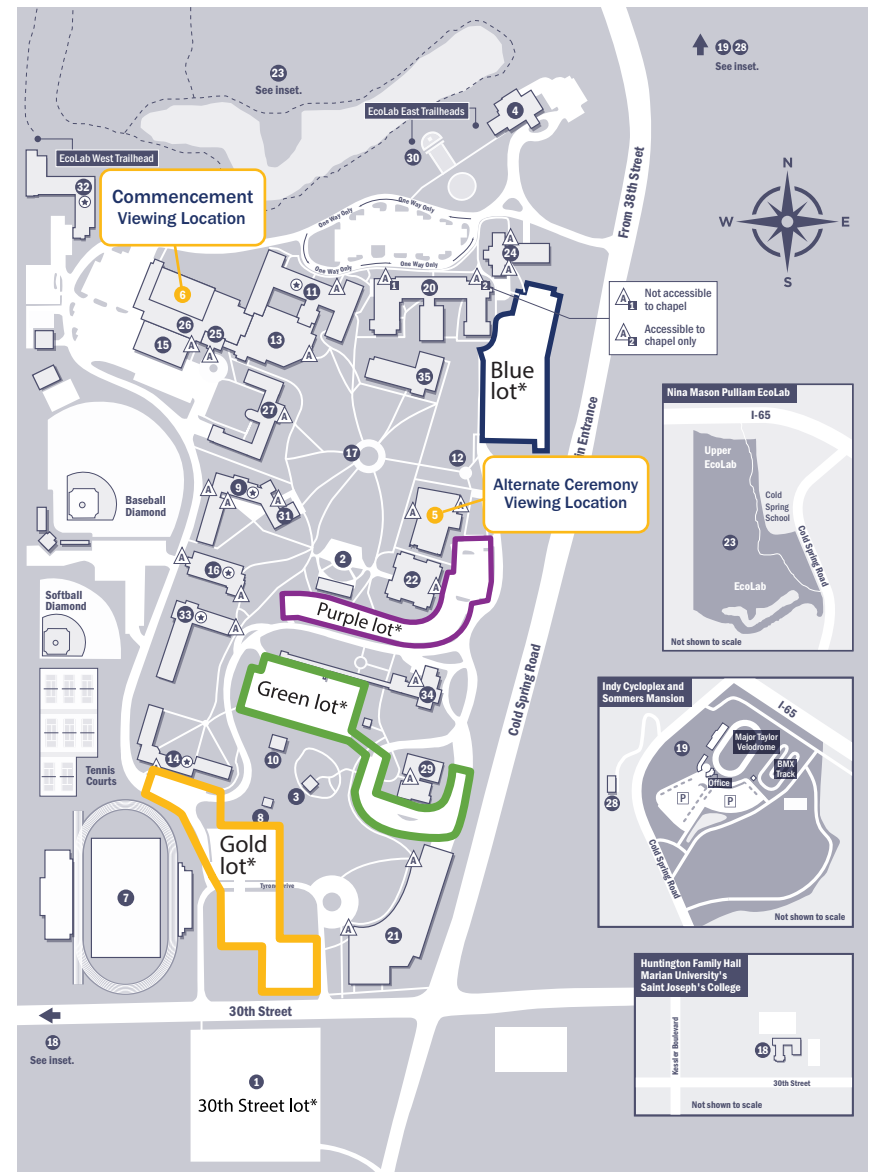 19 28
See inset.
23
See inset.
EcoLab East Trailheads
4
30
EcoLab West Trailhead
32
From 38th Street
N
W E
S
Commencement
Viewing Location
One Way Only
One Way Only
One Way Only
One Way Only
A
24
A
6
11
A
A
1
20
A
2
A
1
Not accessible
to chapel
A
2
Accessible to
chapel only
26
25
15
A
A
13
A
35
Blue
lot*
in Entrance
27
A
17
12
Alternate Ceremony
Viewing Location
A
5
A
A
9
A
31
Baseball
Diamond
2
22
A
A
16
A
Softball
Diamond
33
A
Purple lot*
Green lot*
A
34
Cold Spring Road
14
A
10
29
A
3
8
Tennis
Courts
Gold
lot*
7
A
A
21
30th Street
18
See inset.
1
30th Street lot*
Nina Mason Pulliam EcoLab
I-65
Upper
EcoLab
Cold
Spring
School
23
EcoLab
Cold Spring Road
Not shown to scale
Indy Cycloplex and
Sommers Mansion
I-65
19
Major Taylor
Velodrome
BMX
Track
Office
P
P
28
Cold Spring Road
Not shown to scale
Huntington Family Hall
Marian University's
Saint Joseph's College
Kessler Boulevard
18
30th Street
Not shown to scale